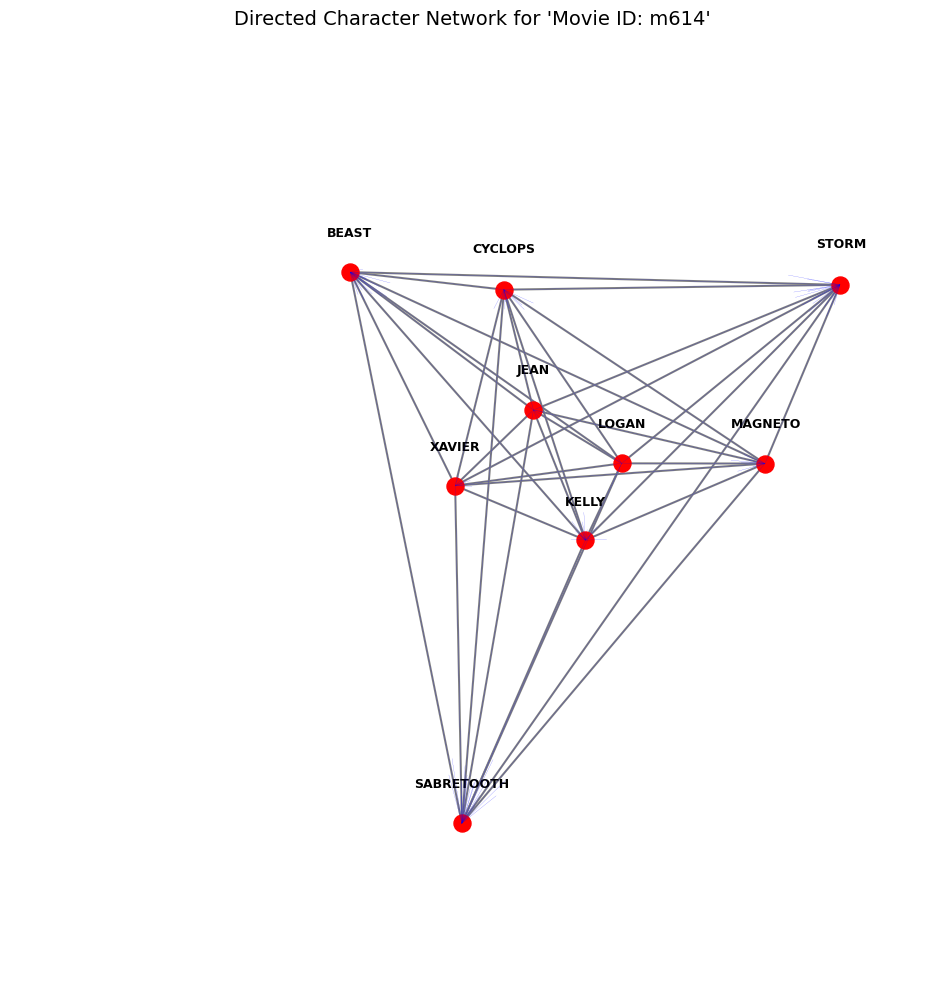 Directed Character Network for 'Movie ID: m614'
BEAST
CYCLOPS
STORM
JEAN
LOGAN
MAGNETO
XAVIER
KELLY
SABRETOOTH